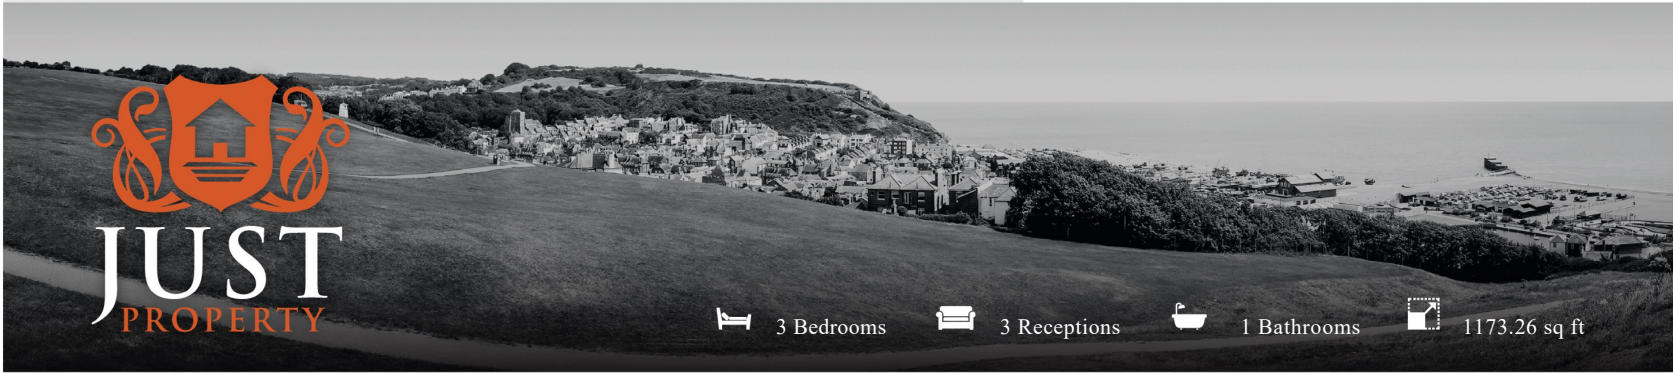 JUST
PROPERTY
3 Bedrooms
3 Receptions
1 Bathrooms
1173.26 sq ft